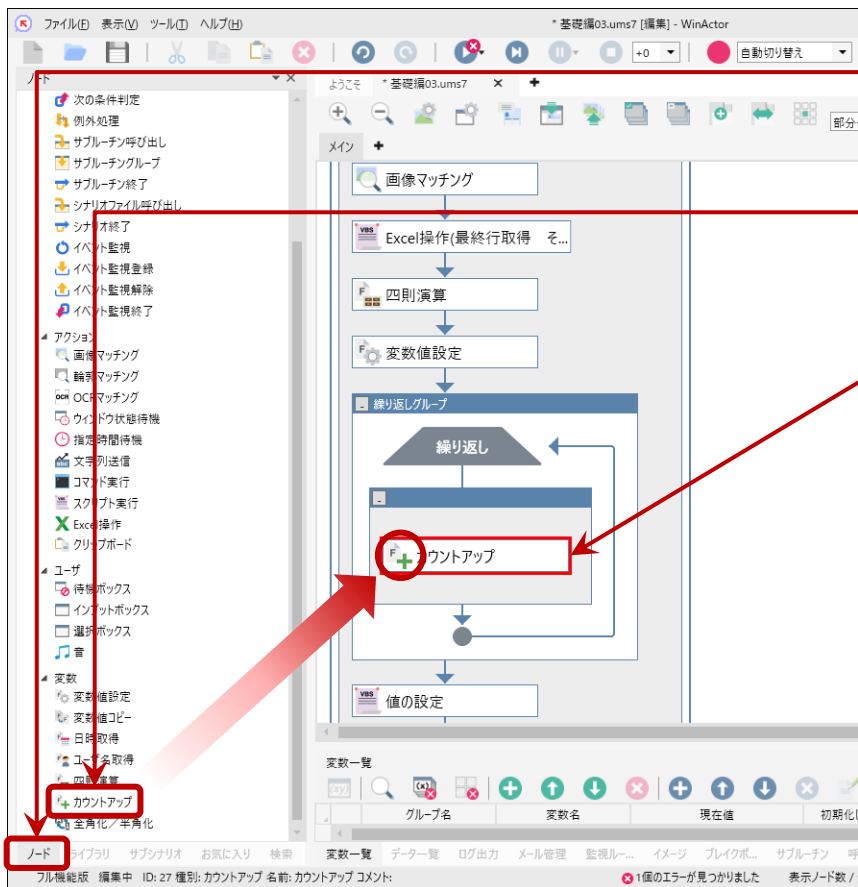 ファイル(F) 表示(V) ツール(T) ヘルプ(H) * 基礎編03.ums7 [編集] - WinActor
+0 自動切り替え
ノード
次の条件判定
例外処理
サブルーチン呼び出し
サブルーチングループ
サブルーチン終了
シナリオファイル呼び出し
シナリオ終了
イベント監視
イベント監視登録
イベント監視解除
イベント監視終了
アクション
画像マッチング
輪郭マッチング
OCR OCRマッチング
ウィンドウ状態待機
指定時間待機
文字列送信
コマンド実行
スクリプト実行
Excel操作
クリップボード
ユーザ
待機ボックス
インプットボックス
選択ボックス
音
変数
変数値設定
変数値コピー
日時取得
ユーザ名取得
四則演算
カウントアップ
全角化／半角化
ノード ライブラリ サブシナリオ お気に入り 検索
ようこそ * 基礎編03.ums7
部分
メイン
画像マッチング
VBS Excel操作(最終行取得 そ...
四則演算
変数値設定
繰り返しグループ
繰り返し
カウントアップ
VBS 値の設定
変数一覧
グループ名 変数名 現在値 初期化し
変数一覧 データ一覧 ログ出力 メール管理 監視ルー... イメージ ブレイクポ... サブルーチン 呼
フル機能版 編集中 ID: 27 種別: カウントアップ 名前: カウントアップ コメント: 1個のエラーが見つかりました 表示ノード数 /